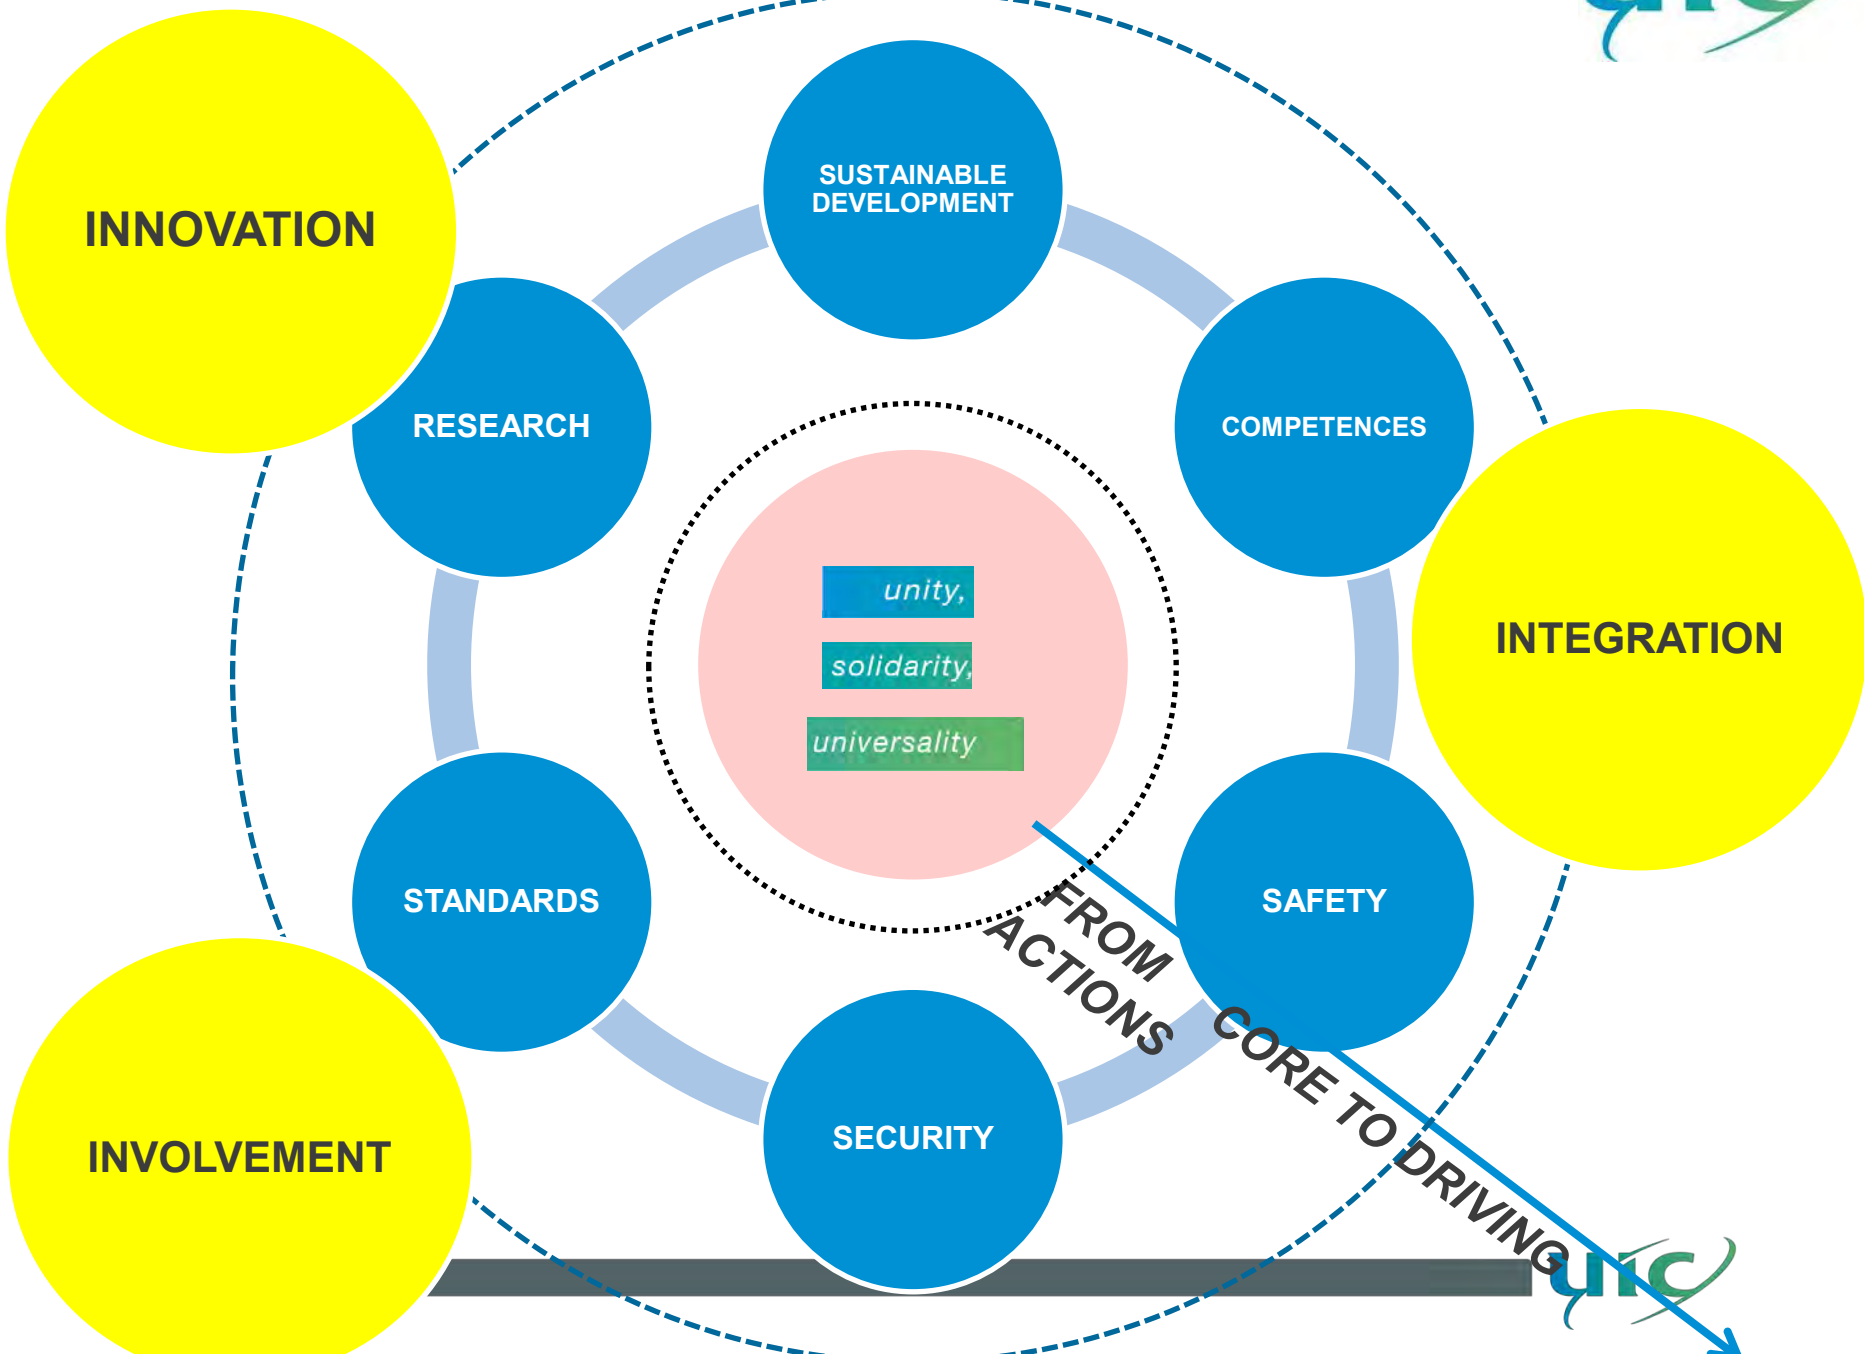 uic
INNOVATION
SUSTAINABLE
DEVELOPMENT
RESEARCH
COMPETENCES
unity,
solidarity,
universality
INTEGRATION
STANDARDS
SAFETY
FROM CORE TO DRIVING
ACTIONS
SECURITY
INVOLVEMENT
uic